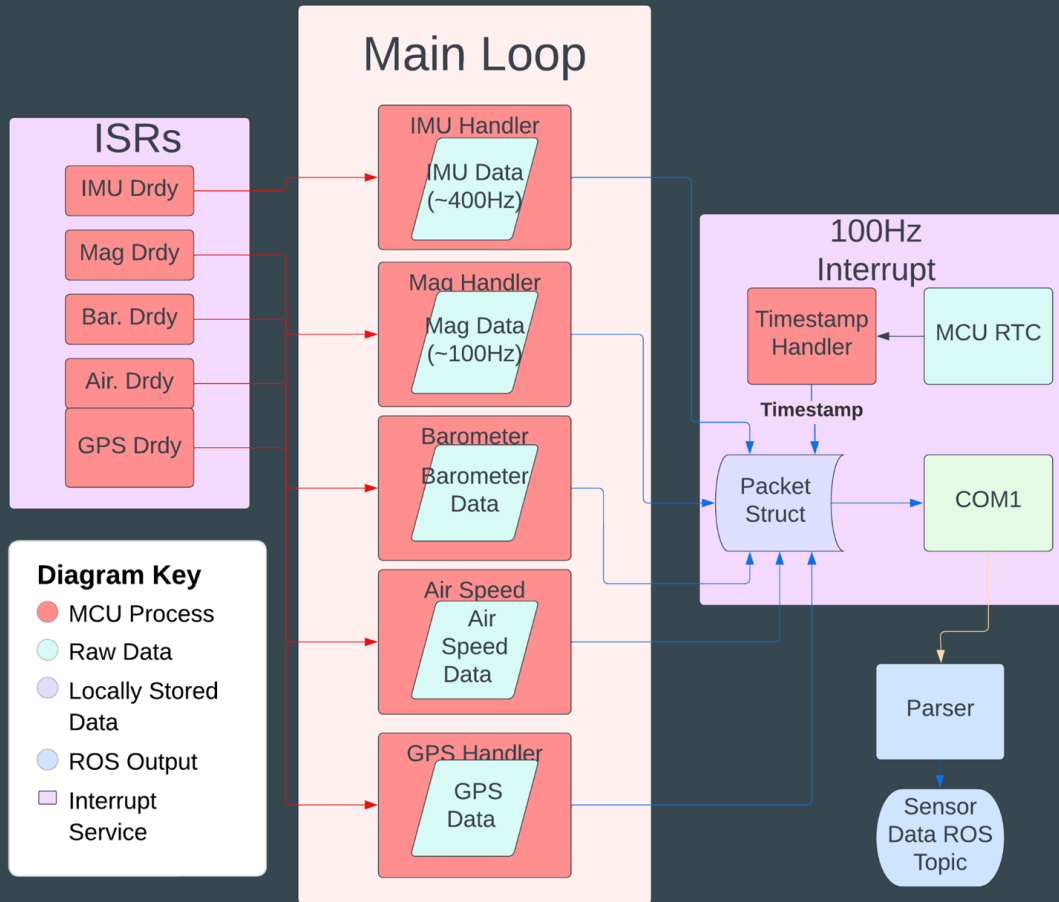 Main Loop
ISRs
IMU Drdy
Mag Drdy
Bar. Drdy
Air. Drdy
GPS Drdy
IMU Handler
IMU Data
(~400Hz)
Mag Handler
Mag Data
(~100Hz)
Barometer
Barometer
Data
Air Speed
Air
Speed
Data
GPS Handler
GPS
Data
100Hz
Interrupt
Timestamp
Handler
MCU RTC
Timestamp
Packet
Struct
COM1
Parser
Sensor
Data ROS
Topic
Diagram Key
MCU Process
Raw Data
Locally Stored
Data
ROS Output
Interrupt
Service